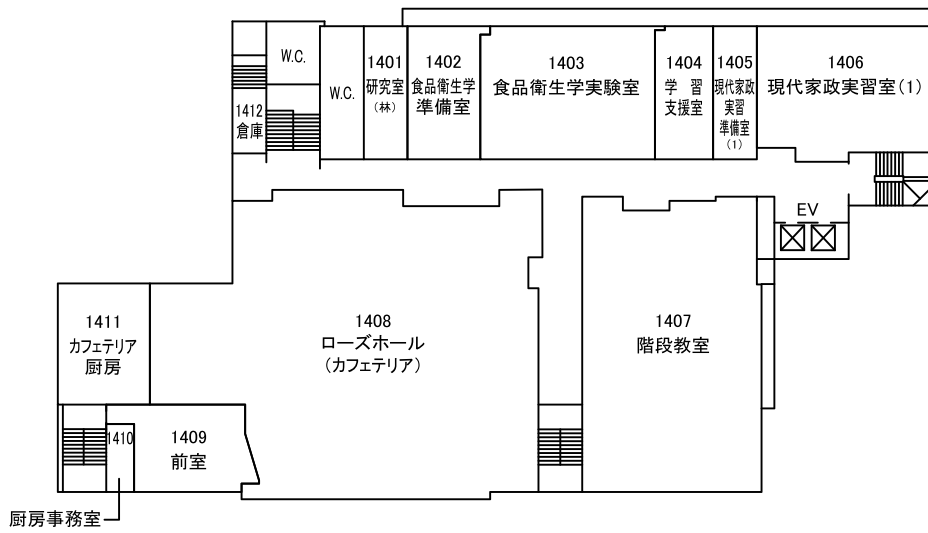 W.C.
1412
倉庫
W.C.
1401
研究室
(林)
1402
食品衛生学
準備室
1403
食品衛生学実験室
1404
学習
支援室
1405
現代家政
実習
準備室
(1)
1406
現代家政実習室(1)
EV
1411
カフェテリア
厨房
1408
ローズホール
(カフェテリア)
1407
階段教室
1410
1409
前室
厨房事務室